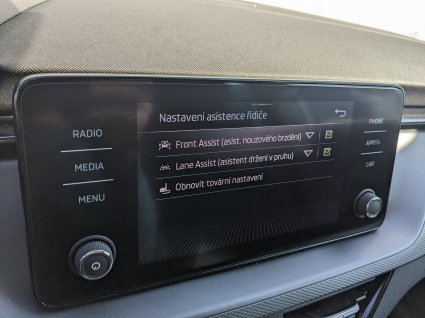 Nastavení asistence řidiče
RADIO
MEDIA
MENU
Front Assist (asist. nouzového brzdění)
Lane Assist (asistent držení v pruhu)
Obnovit tovární nastavení
PHONE
APP/⌂
CAR